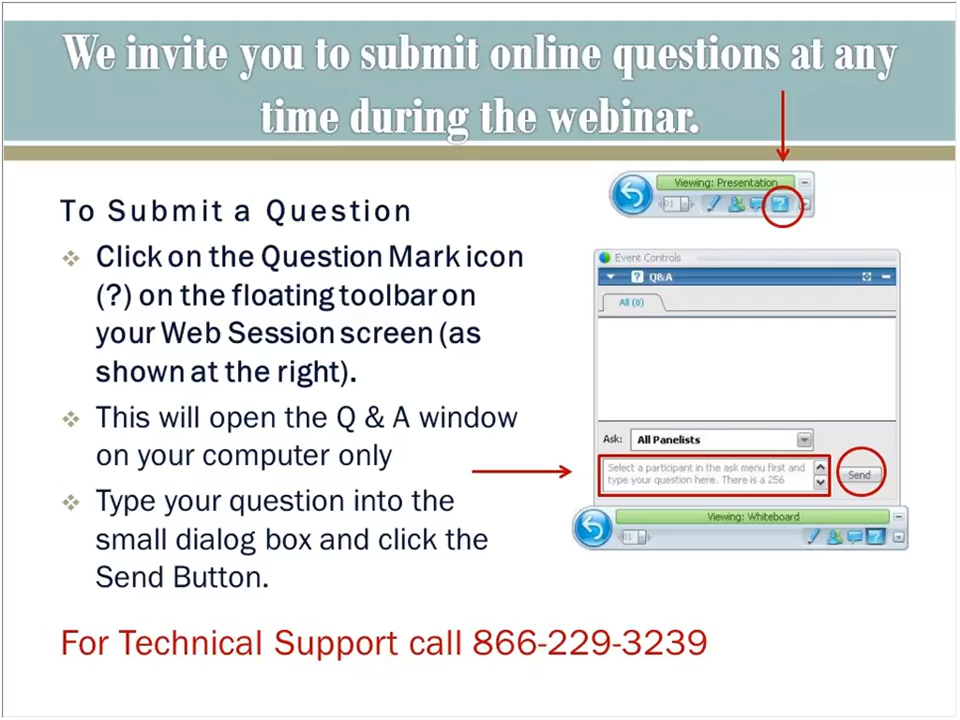 We invite you to submit online questions at any
time during the webinar.
To Submit a Question
Click on the Question Mark icon
(?) on the floating toolbar on
your Web Session screen (as
shown at the right).
This will open the Q & A window
on your computer only
Type your question into the
small dialog box and click the
Send Button.
Viewing: Presentation
01
?
Event Controls
? Q&A
All (0)
Ask: All Panelists
Select a participant in the ask menu first and
type your question here. There is a 256
Send
Viewing: Whiteboard
01
?
For Technical Support call 866-229-3239